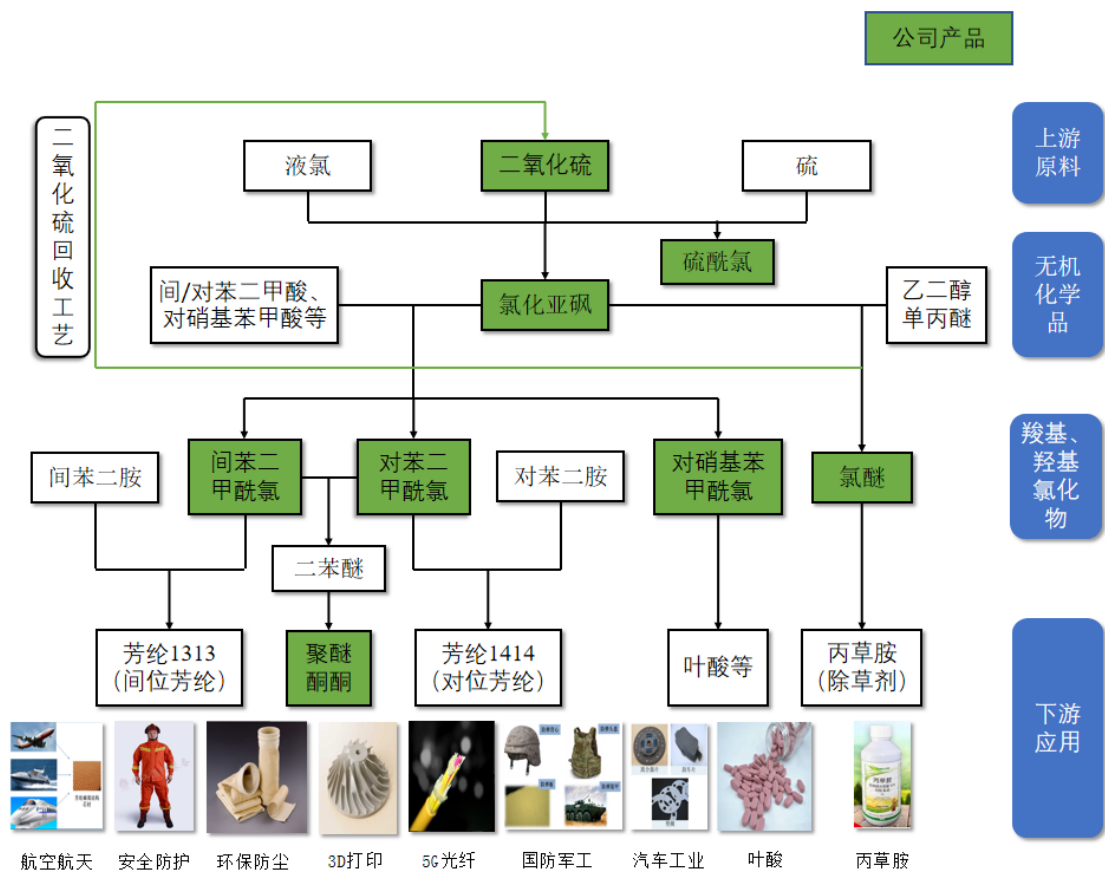 公司产品
二氧化硫回收工艺
液氯
二氧化硫
硫
上游
原料
硫酰氯
间/对苯二甲酸、
对硝基苯甲酸等
氯化亚砜
乙二醇
单丙醚
无机
化学
品
间苯二胺
间苯二
甲酰氯
对苯二
甲酰氯
对苯二胺
对硝基苯
甲酰氯
氯醚
羧基、
羟基
氯化
物
二苯醚
芳纶1313
(间位芳纶)
聚醚
酮酮
芳纶1414
(对位芳纶)
叶酸等
丙草胺
(除草剂)
下游
应用
丙草胺
航空航天
安全防护
环保防尘
3D打印
5G光纤
国防军工
汽车工业
叶酸
丙草胺